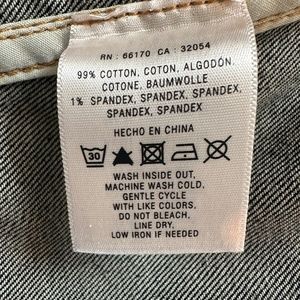 RN : 66170 CA : 32054
99% COTTON, COTON, ALGODÓN,
COTONE, BAUMWOLLE
1% SPANDEX, SPANDEX, SPANDEX,
SPANDEX, SPANDEX
HECHO EN CHINA
30
WASH INSIDE OUT,
MACHINE WASH COLD,
GENTLE CYCLE
WITH LIKE COLORS,
DO NOT BLEACH,
LINE DRY,
LOW IRON IF NEEDED